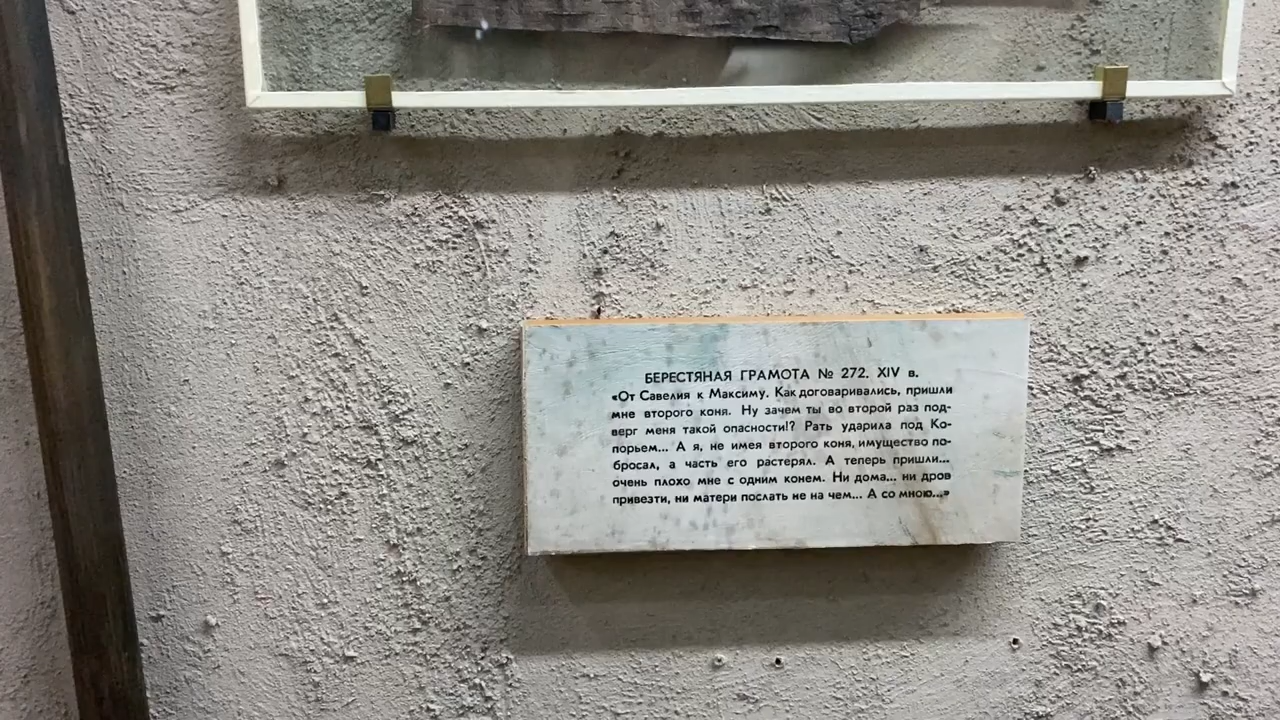 БЕРЕСТЯНАЯ ГРАМОТА № 272. XIV в.
«От Савелия к Максиму. Как договаривались, пришли
мне второго коня. Ну зачем ты во второй раз под-
верг меня такой опасности!? Рать ударила под Ко-
порьем... А я, не имея второго коня, имущество по-
бросал, а часть его растерял. А теперь пришли...
очень плохо мне с одним конем. Ни дома... ни дров
привезти, ни матери послать не на чем... А со мною...»